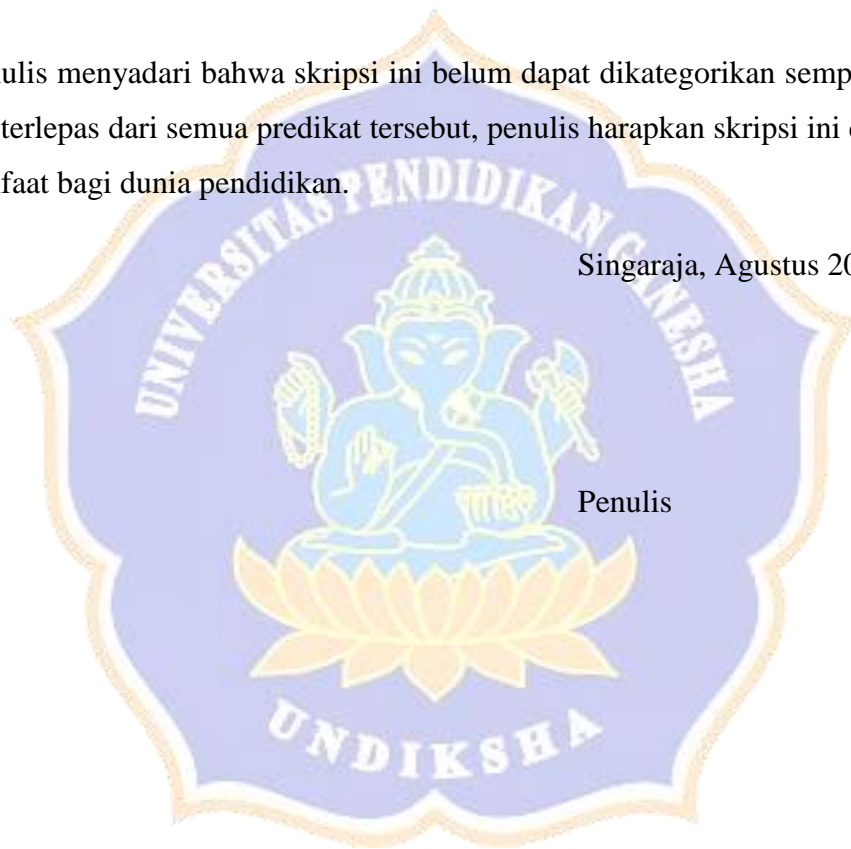 ulis menyadari bahwa skripsi ini belum dapat dikategorikan semp
terlepas dari semua predikat tersebut, penulis harapkan skripsi ini
faat bagi dunia pendidikan.
UNIVERSITAS PENDIDIKAN GANESHA
Singaraja, Agustus 20
Penulis
UNDIKSHA